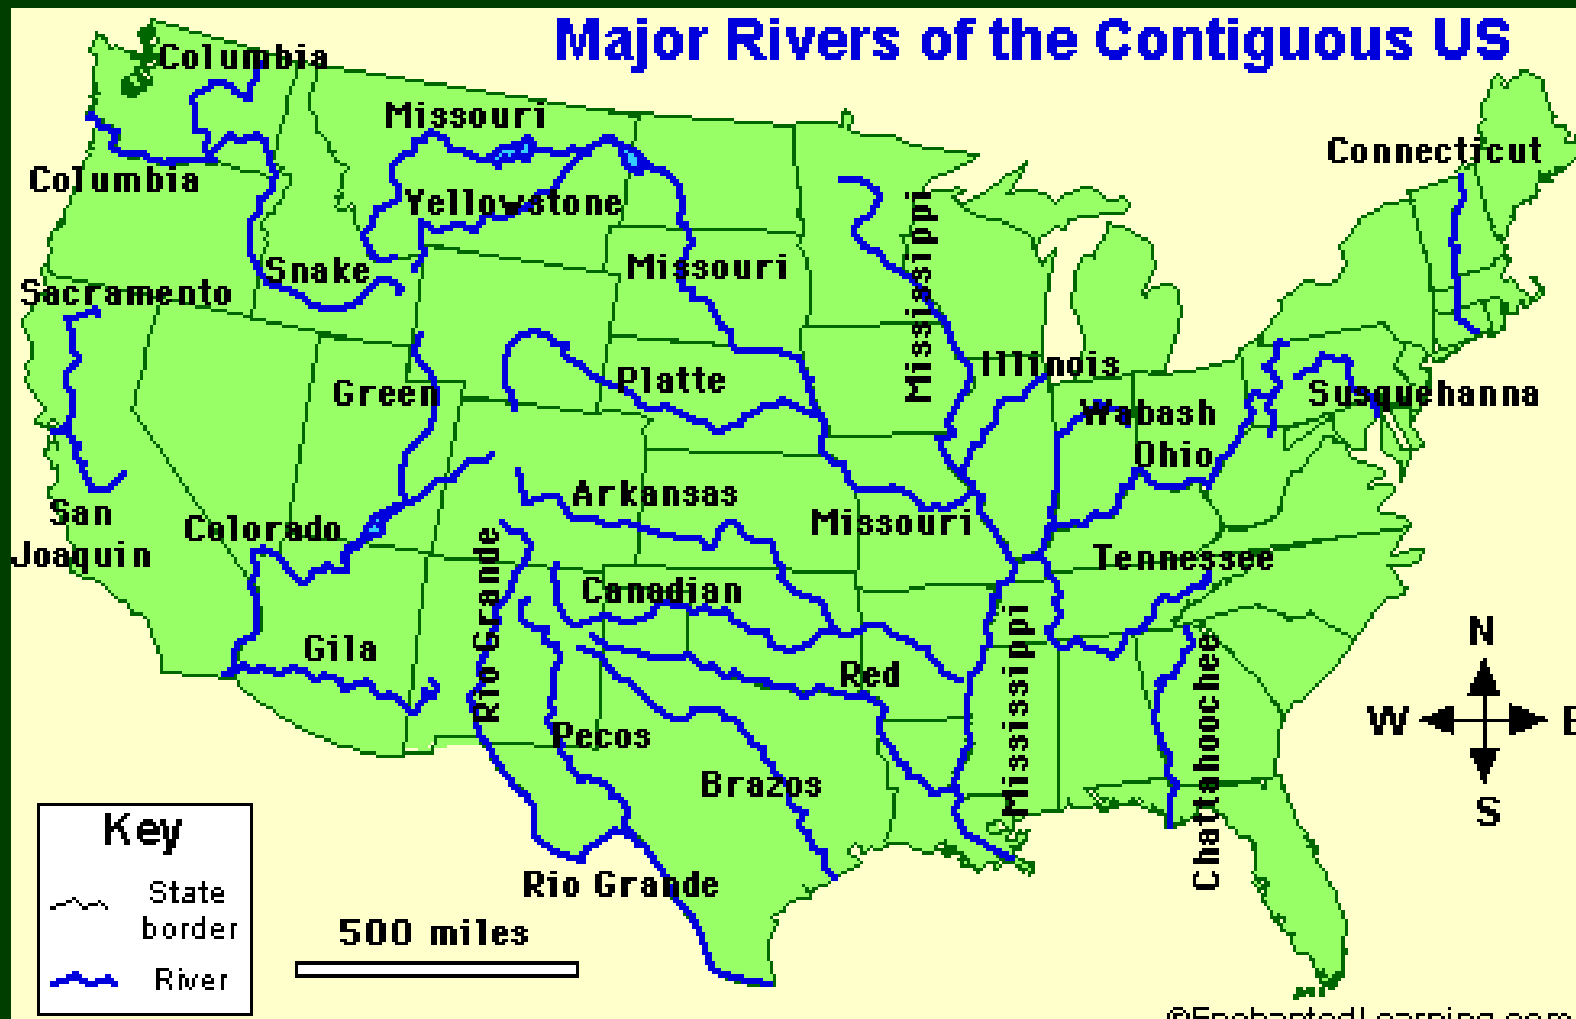 Major Rivers of the Contiguous US
Columbia
Missouri
Connecticut
Columbia
Yellowstone
Mississippi
Snake
Missouri
Sacramento
Illinois
Green
Platte
Susquehanna
Wabash
Ohio
Arkansas
San
Joaquin
Colorado
Missouri
Tennessee
Rio Grande
Canadian
Gila
Red
Mississippi
Chattahoochee
Pecos
Brazos
Rio Grande
N
W
E
S
Key
State
border
River
500 miles
©EnchantedLearning.com